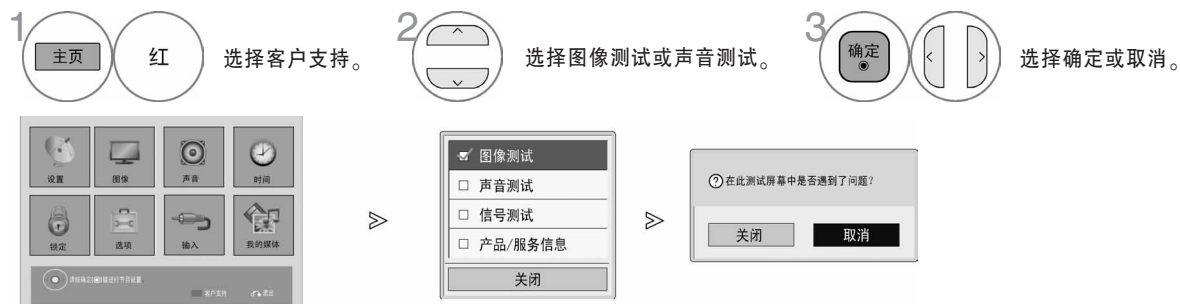 1
主页
红
选择客户支持。
2
选择图像测试或声音测试。
3
确定
选择确定或取消。
设置
图像
声音
时间
锁定
选项
输入
我的媒体
客户支持
退出
图像测试
声音测试
信号测试
产品/服务信息
关闭
?在此测试屏幕中是否遇到了问题?
关闭
取消